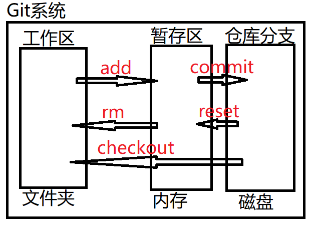 Git系统
工作区 暂存区 仓库分支
add commit
rm reset
checkout
文件夹 内存 磁盘